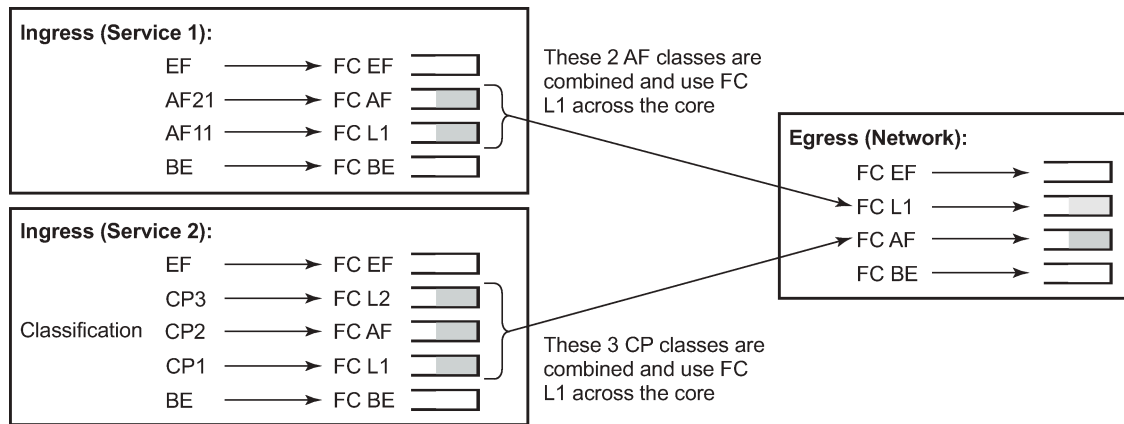 Ingress (Service 1):
EF FC EF
AF21 FC AF
AF11 FC L1
BE FC BE
These 2 AF classes are
combined and use FC
L1 across the core
Ingress (Service 2):
EF FC EF
CP3 FC L2
Classification CP2 FC AF
CP1 FC L1
BE FC BE
These 3 CP classes are
combined and use FC
L1 across the core
Egress (Network):
FC EF
FC L1
FC AF
FC BE